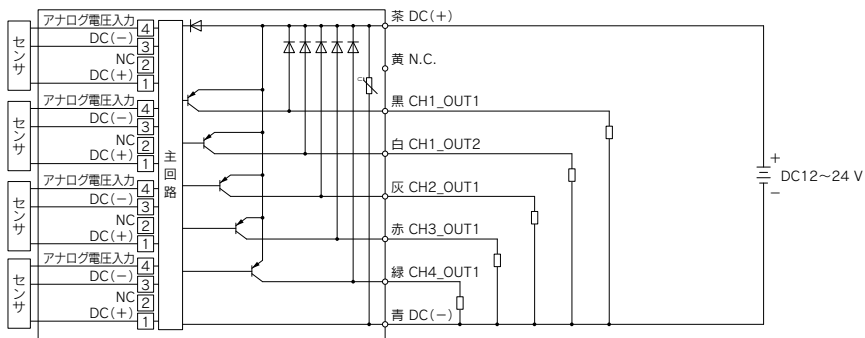 センサ
アナログ電圧入力 4
DC(−) 3
NC 2
DC(+) 1
センサ
アナログ電圧入力 4
DC(−) 3
NC 2
DC(+) 1
センサ
アナログ電圧入力 4
DC(−) 3
NC 2
DC(+) 1
センサ
アナログ電圧入力 4
DC(−) 3
NC 2
DC(+) 1
主回路
茶 DC(+)
黄 N.C.
黒 CH1_OUT1
白 CH1_OUT2
灰 CH2_OUT1
赤 CH3_OUT1
緑 CH4_OUT1
青 DC(−)
+
DC12～24 V
−